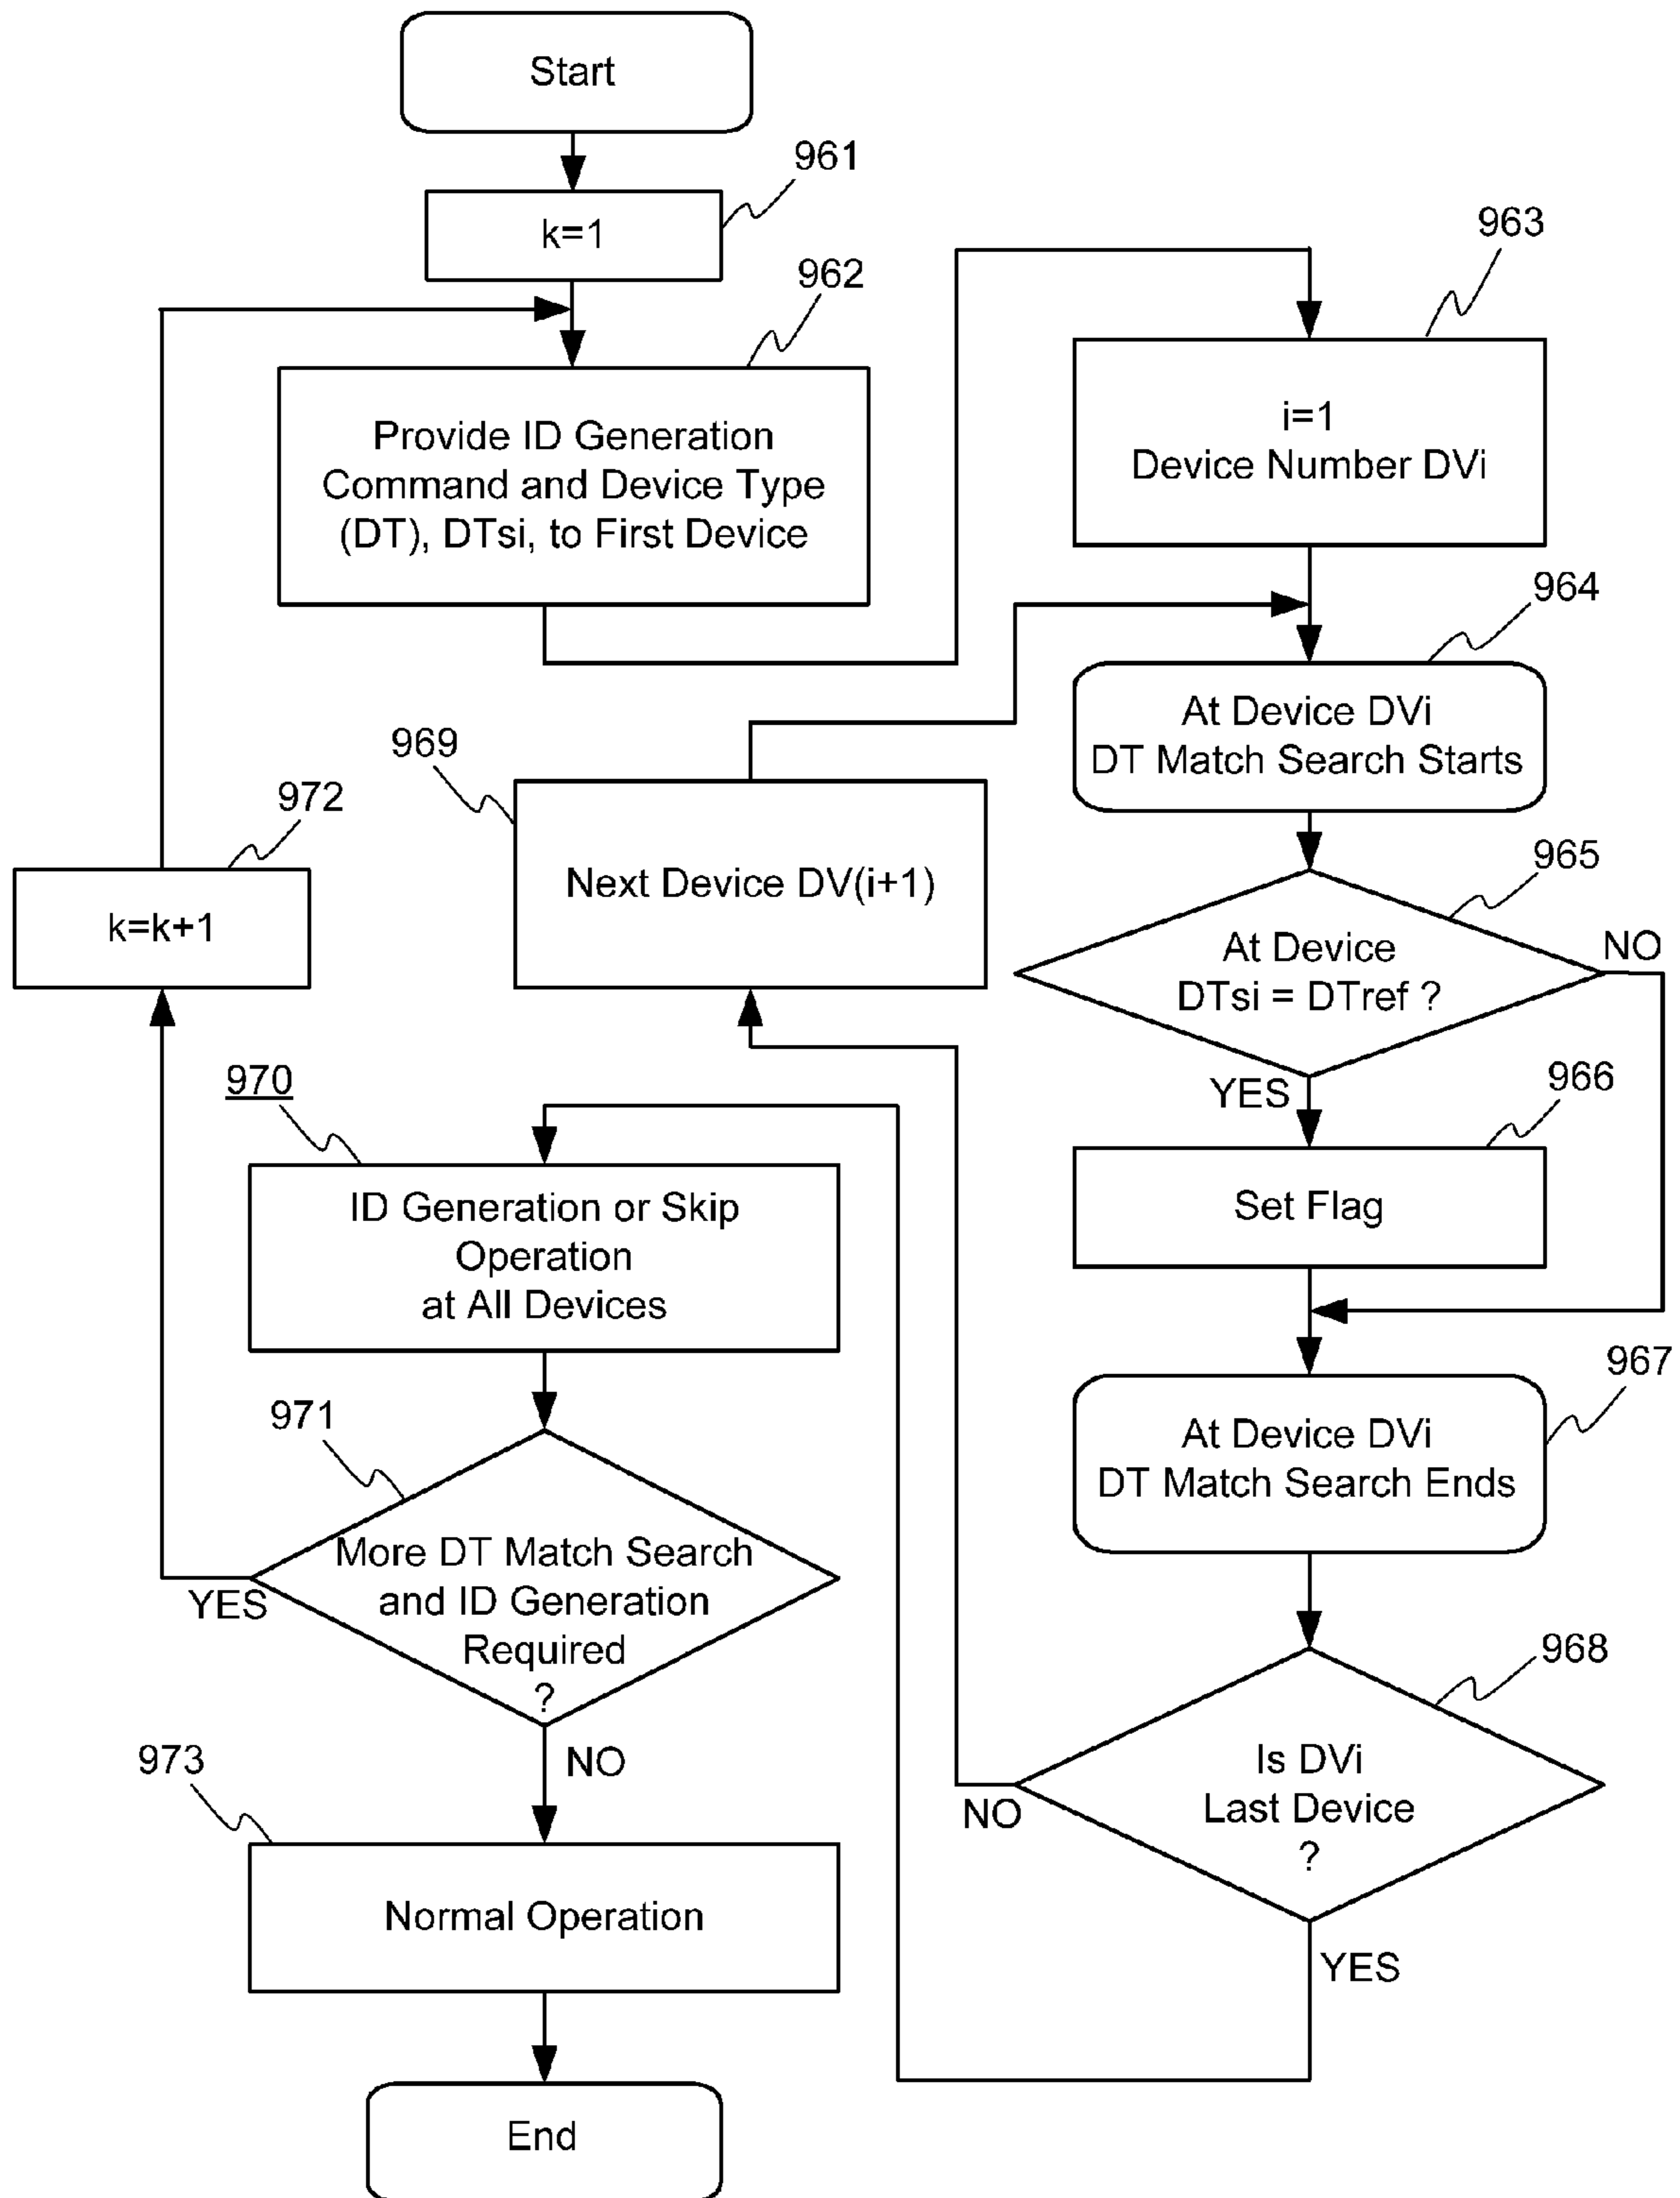 Start
961
k=1
962
Provide ID Generation
Command and Device Type
(DT), DTsi, to First Device
963
i=1
Device Number DVi
964
At Device DVi
DT Match Search Starts
969
Next Device DV(i+1)
972
k=k+1
965
At Device
DTsi = DTref ?
NO
YES
966
Set Flag
970
ID Generation or Skip
Operation
at All Devices
967
At Device DVi
DT Match Search Ends
971
More DT Match Search
and ID Generation
Required
?
YES
NO
968
Is DVi
Last Device
?
NO
YES
973
Normal Operation
End